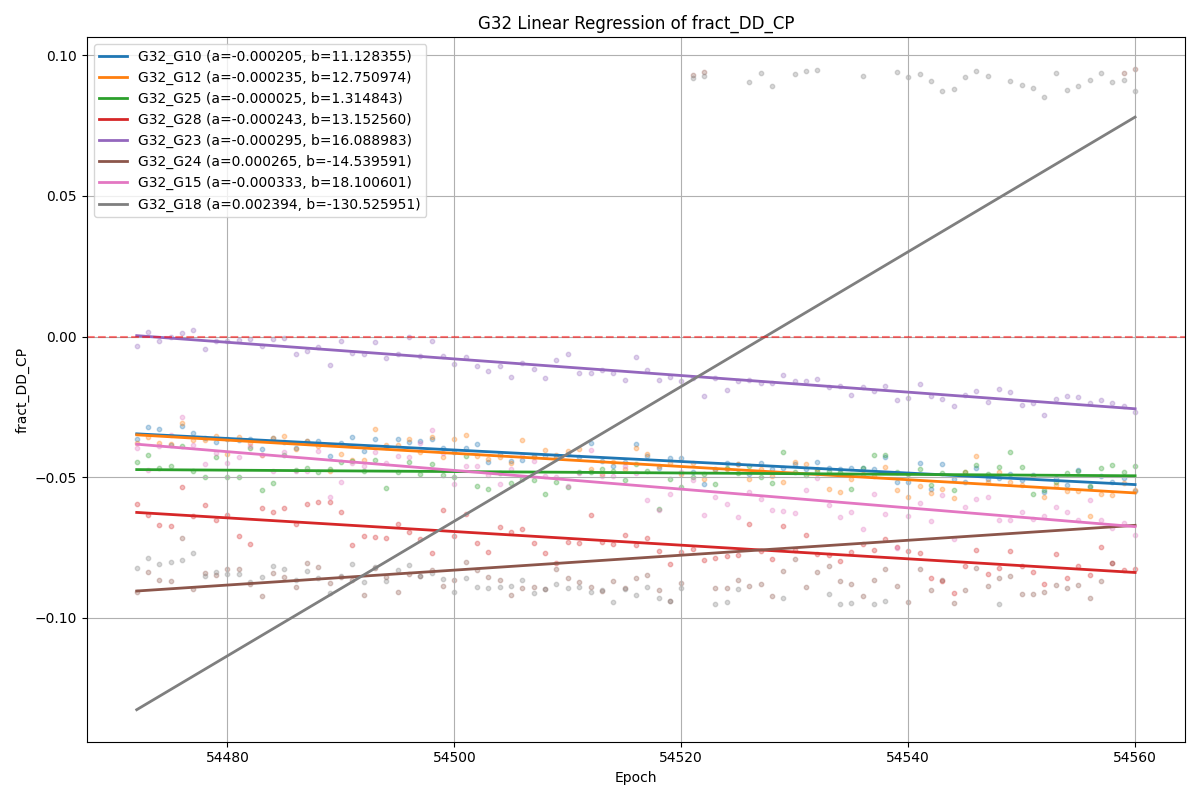 G32 Linear Regression of fract_DD_CP
G32_G10 (a=-0.000205, b=11.128355)
G32_G12 (a=-0.000235, b=12.750974)
G32_G25 (a=-0.000025, b=1.314843)
G32_G28 (a=-0.000243, b=13.152560)
G32_G23 (a=-0.000295, b=16.088983)
G32_G24 (a=0.000265, b=-14.539591)
G32_G15 (a=-0.000333, b=18.100601)
G32_G18 (a=0.002394, b=-130.525951)
0.10
0.05
0.00
−0.05
−0.10
fract_DD_CP
54480
54500
54520
54540
54560
Epoch